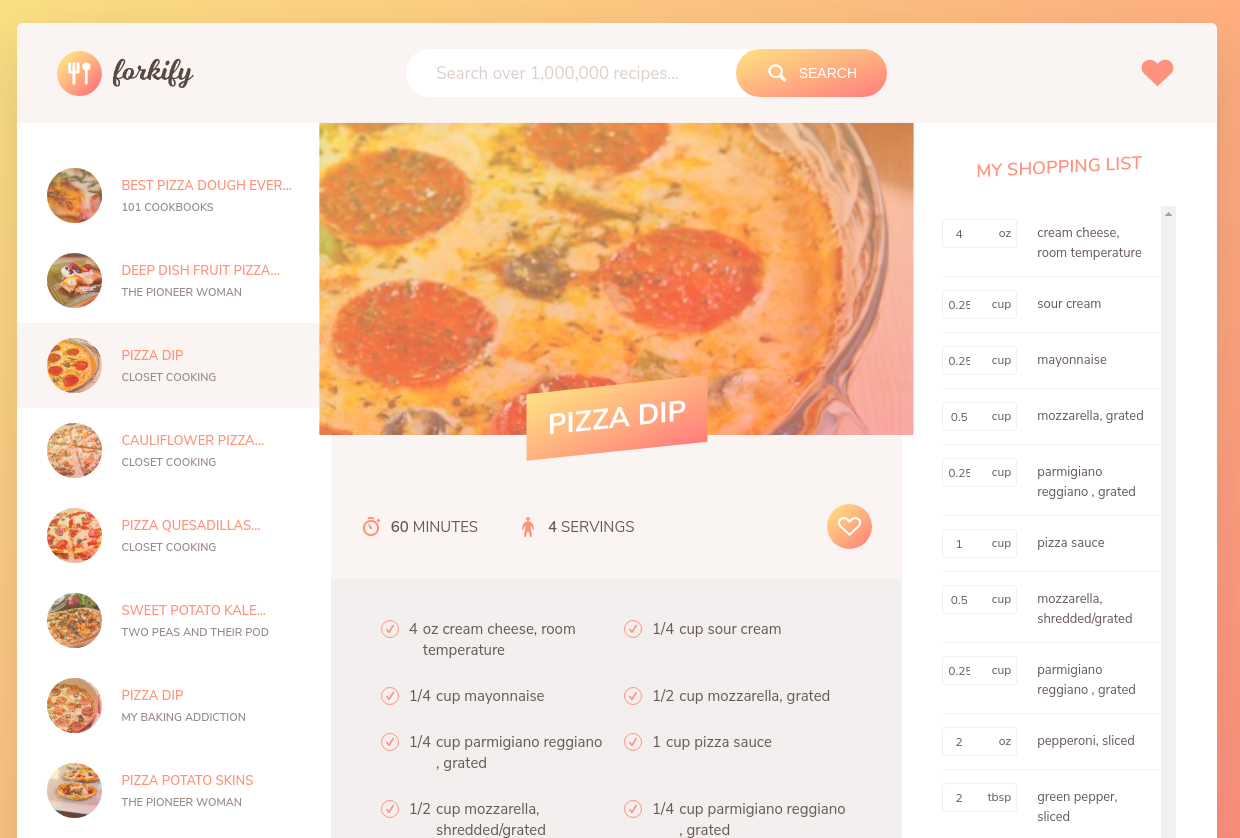 forkify
Search over 1,000,000 recipes...
SEARCH
BEST PIZZA DOUGH EVER...
101 COOKBOOKS
DEEP DISH FRUIT PIZZA...
THE PIONEER WOMAN
PIZZA DIP
CLOSET COOKING
CAULIFLOWER PIZZA...
CLOSET COOKING
PIZZA QUESADILLAS...
CLOSET COOKING
SWEET POTATO KALE...
TWO PEAS AND THEIR POD
PIZZA DIP
MY BAKING ADDICTION
PIZZA POTATO SKINS
THE PIONEER WOMAN
PIZZA DIP
60 MINUTES
4 SERVINGS
4 oz cream cheese, room
temperature
1/4 cup sour cream
1/4 cup mayonnaise
1/2 cup mozzarella, grated
1/4 cup parmigiano reggiano
, grated
1 cup pizza sauce
1/2 cup mozzarella,
shredded/grated
1/4 cup parmigiano reggiano
, grated
MY SHOPPING LIST
4 oz cream cheese,
room temperature
0.25 cup sour cream
0.25 cup mayonnaise
0.5 cup mozzarella, grated
0.25 cup parmigiano
reggiano , grated
1 cup pizza sauce
0.5 cup mozzarella,
shredded/grated
0.25 cup parmigiano
reggiano , grated
2 oz pepperoni, sliced
2 tbsp green pepper,
sliced